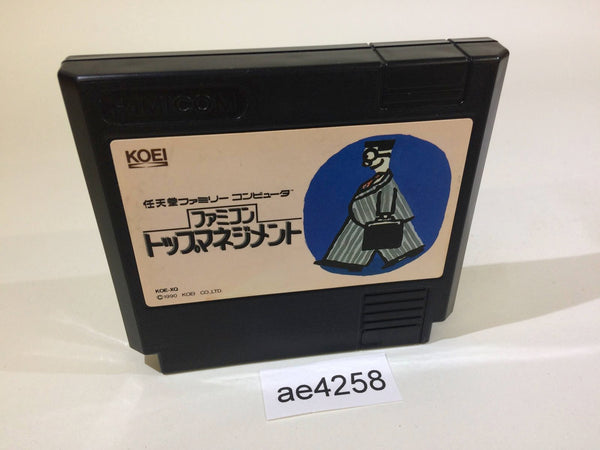 FAMICOM
KOEI
任天堂ファミリーコンピュータ
ファミコン
トップマネジメント
KOE-XQ
©1990 KOEI CO.,LTD.
ae4258